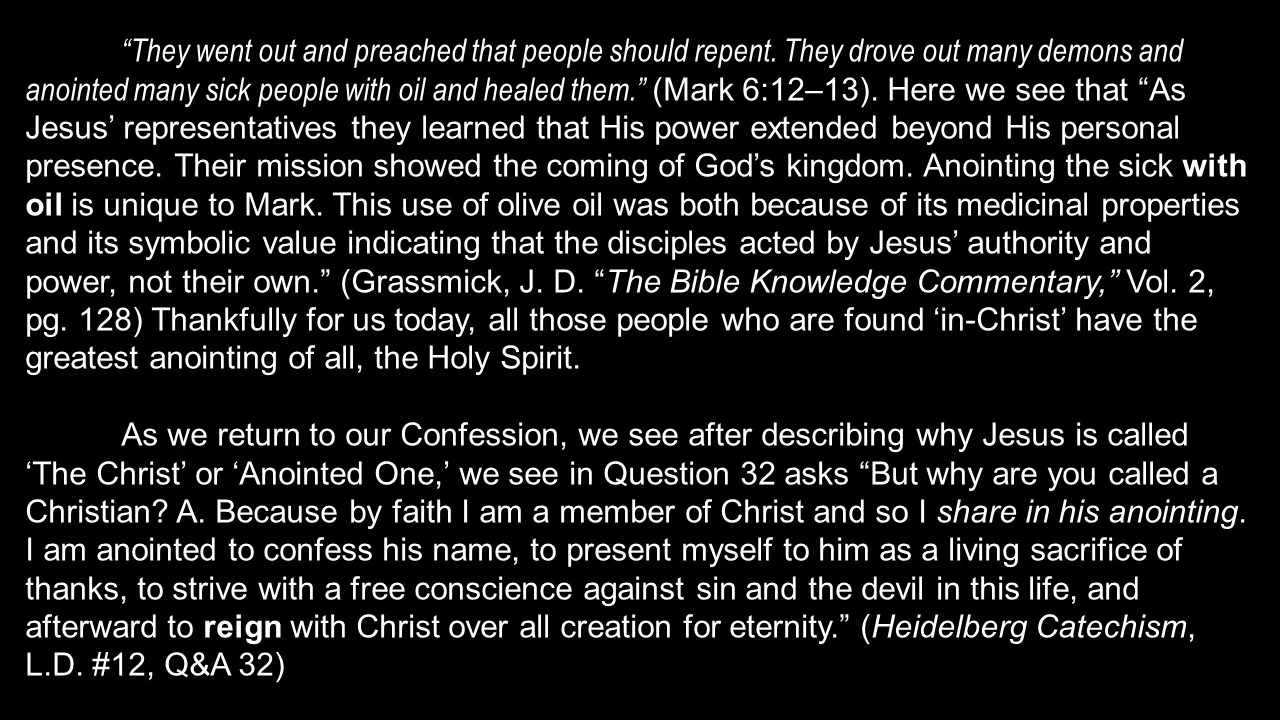 “They went out and preached that people should repent. They drove out many demons and
anointed many sick people with oil and healed them.” (Mark 6:12–13). Here we see that “As
Jesus’ representatives they learned that His power extended beyond His personal
presence. Their mission showed the coming of God’s kingdom. Anointing the sick with
oil is unique to Mark. This use of olive oil was both because of its medicinal properties
and its symbolic value indicating that the disciples acted by Jesus’ authority and
power, not their own.” (Grassmick, J. D. “The Bible Knowledge Commentary,” Vol. 2,
pg. 128) Thankfully for us today, all those people who are found ‘in-Christ’ have the
greatest anointing of all, the Holy Spirit.
As we return to our Confession, we see after describing why Jesus is called
‘The Christ’ or ‘Anointed One,’ we see in Question 32 asks “But why are you called a
Christian? A. Because by faith I am a member of Christ and so I share in his anointing.
I am anointed to confess his name, to present myself to him as a living sacrifice of
thanks, to strive with a free conscience against sin and the devil in this life, and
afterward to reign with Christ over all creation for eternity.” (Heidelberg Catechism,
L.D. #12, Q&A 32)